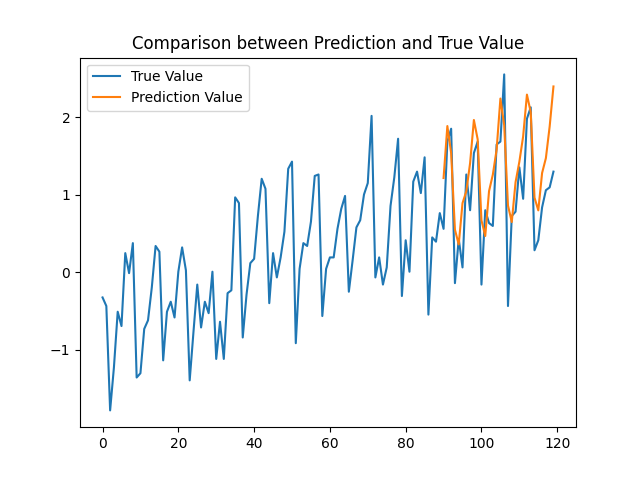 Comparison between Prediction and True Value
True Value
Prediction Value
2
1
0
−1
0 20 40 60 80 100 120